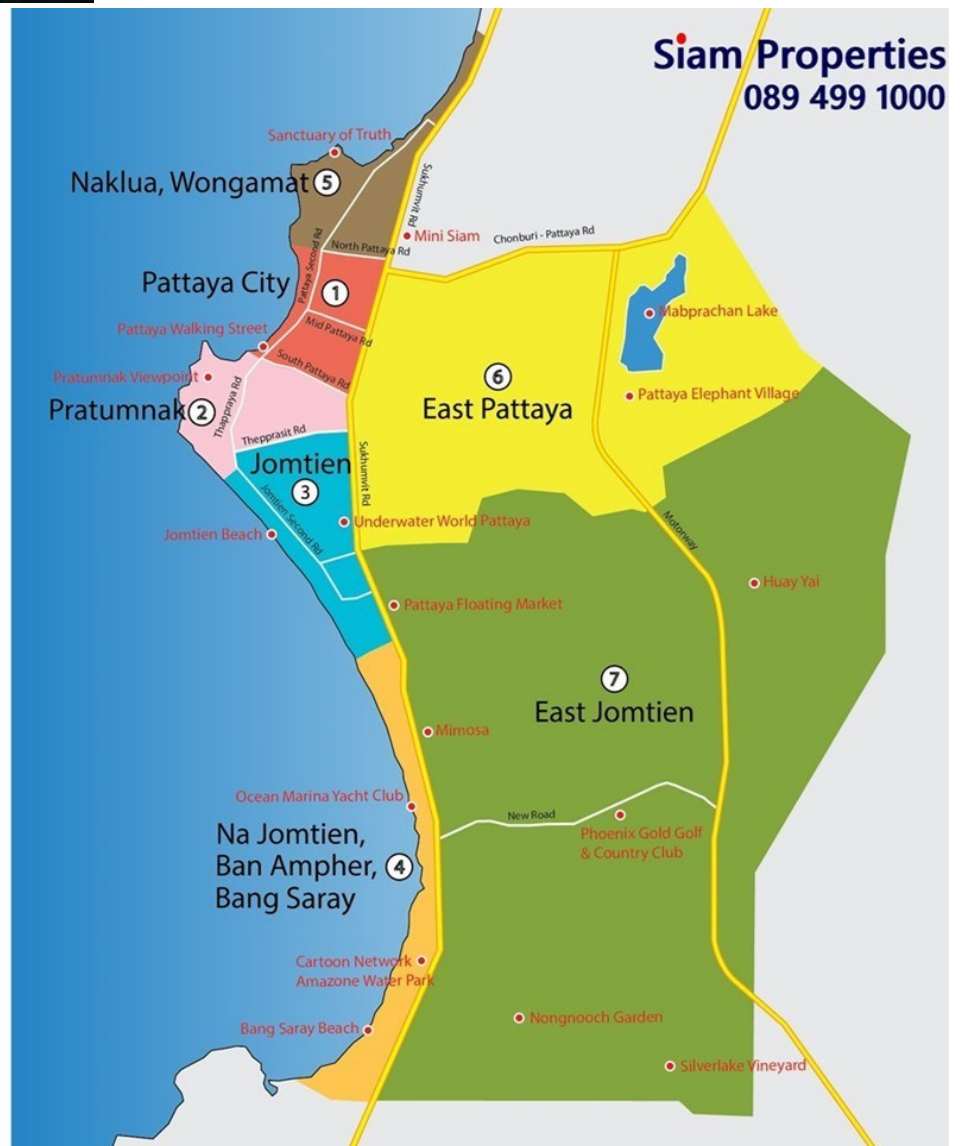 Siam Properties
089 499 1000
Sanctuary of Truth
Naklua, Wongamat 5
Sukhumvit Rd
Mini Siam
Chonburi - Pattaya Rd
North Pattaya Rd
Pattaya Second Rd
Pattaya City
1
Mabprachan Lake
Mid Pattaya Rd
Pattaya Walking Street
South Pattaya Rd
Pratumnak Viewpoint
6
East Pattaya
Pattaya Elephant Village
Pratumnak 2
Thappraya Rd
Thepprasit Rd
Jomtien
3
Sukhumvit Rd
Jomtien Second Rd
Underwater World Pattaya
Jomtien Beach
Motorway
Huay Yai
Pattaya Floating Market
7
East Jomtien
Mimosa
Ocean Marina Yacht Club
New Road
Phoenix Gold Golf
& Country Club
Na Jomtien,
Ban Ampher, 4
Bang Saray
Cartoon Network
Amazone Water Park
Nongnooch Garden
Bang Saray Beach
Silverlake Vineyard